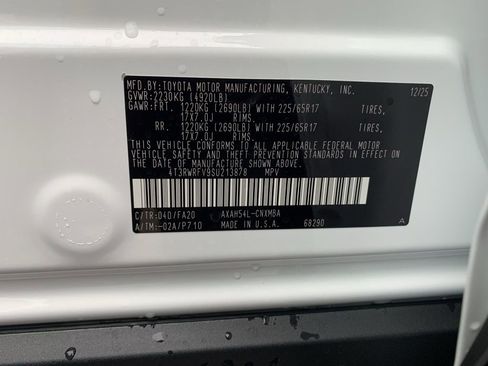 MFD.BY:TOYOTA MOTOR MANUFACTURING, KENTUCKY, INC. 12/25
GVWR:2230KG (4920LB)
GAWR:FRT. 1220KG (2690LB) WITH 225/65R17 TIRES,
17X7.0J RIMS.
RR. 1220KG (2690LB) WITH 225/65R17 TIRES,
17X7.0J RIMS.
THIS VEHICLE CONFORMS TO ALL APPLICABLE FEDERAL MOTOR
VEHICLE SAFETY AND THEFT PREVENTION STANDARDS IN EFFECT
ON THE DATE OF MANUFACTURE SHOWN ABOVE.
4T3RWRFV9SU213878 MPV
C/TR:040/FA20 AXAH54L-CNXMBA
A/TM:-02A/P710 MADE IN U.S.A. 68290 A